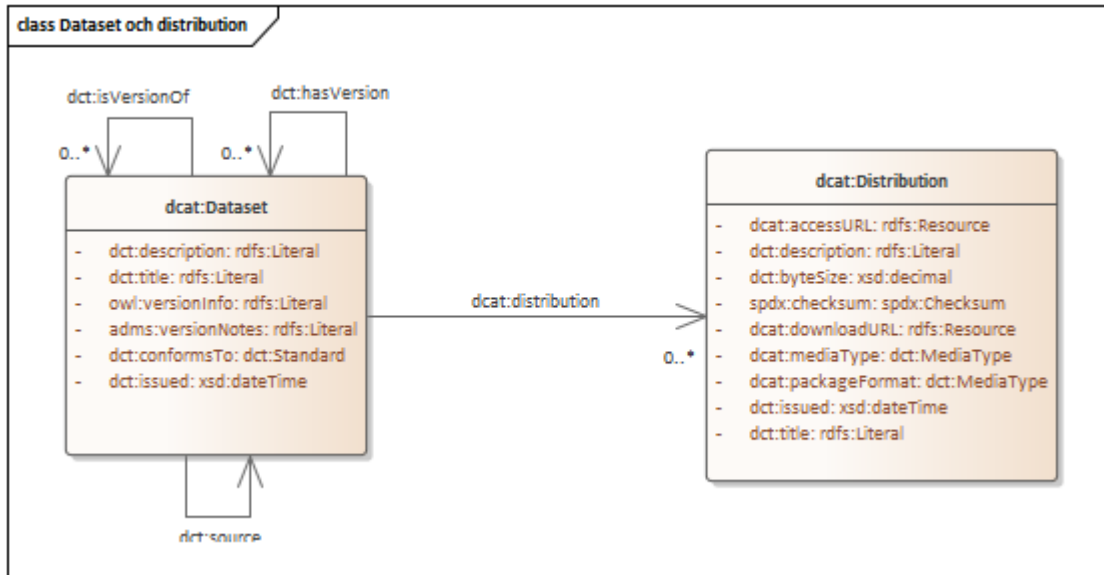 class Dataset och distribution
dct:isVersionOf
dct:hasVersion
0..*
0..*
dcat:Dataset
- dct:description: rdfs:Literal
- dct:title: rdfs:Literal
- owl:versionInfo: rdfs:Literal
- adms:versionNotes: rdfs:Literal
- dct:conformsTo: dct:Standard
- dct:issued: xsd:dateTime
dct:source
dcat:distribution
0..*
dcat:Distribution
- dcat:accessURL: rdfs:Resource
- dct:description: rdfs:Literal
- dct:byteSize: xsd:decimal
- spdx:checksum: spdx:Checksum
- dcat:downloadURL: rdfs:Resource
- dcat:mediaType: dct:MediaType
- dcat:packageFormat: dct:MediaType
- dct:issued: xsd:dateTime
- dct:title: rdfs:Literal